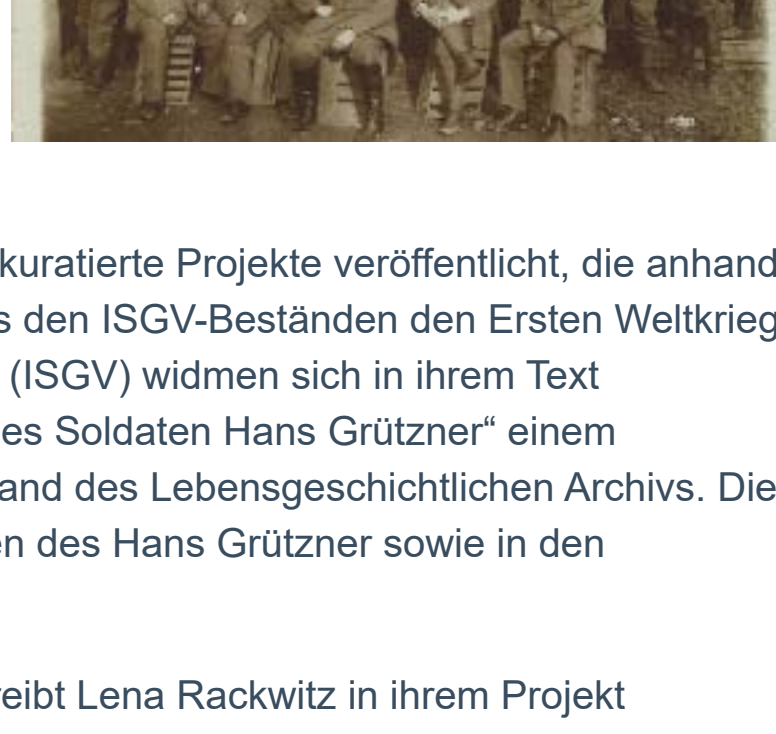 kuratierte Projekte veröffentlicht, die anhand
s den ISGV-Beständen den Ersten Weltkrieg
(ISGV) widmen sich in ihrem Text
es Soldaten Hans Grützner“ einem
and des Lebensgeschichtlichen Archivs. Die
en des Hans Grützner sowie in den
reibt Lena Rackwitz in ihrem Projekt